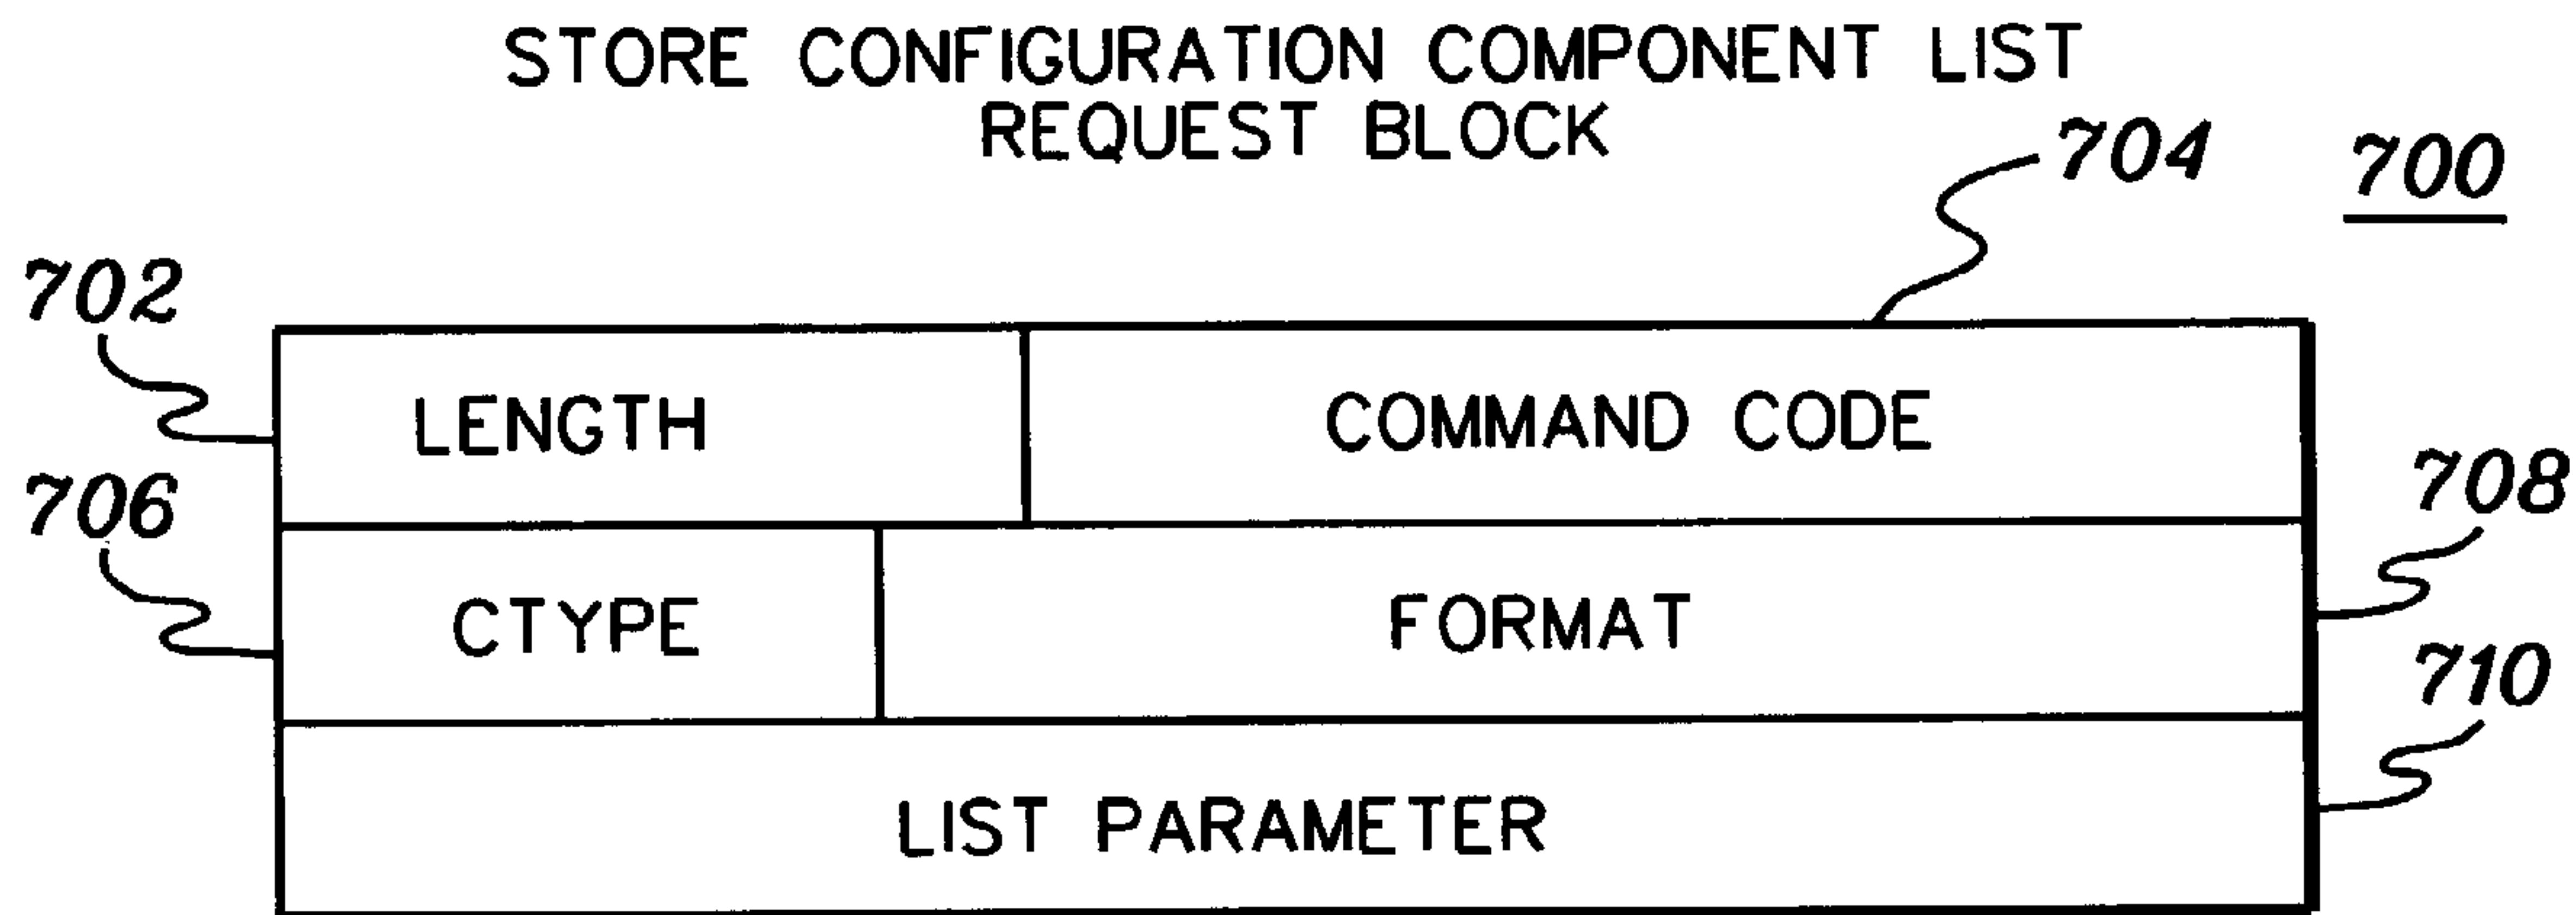 STORE CONFIGURATION COMPONENT LIST
REQUEST BLOCK
704
700
702
LENGTH
COMMAND CODE
706
708
CTYPE
FORMAT
710
LIST PARAMETER